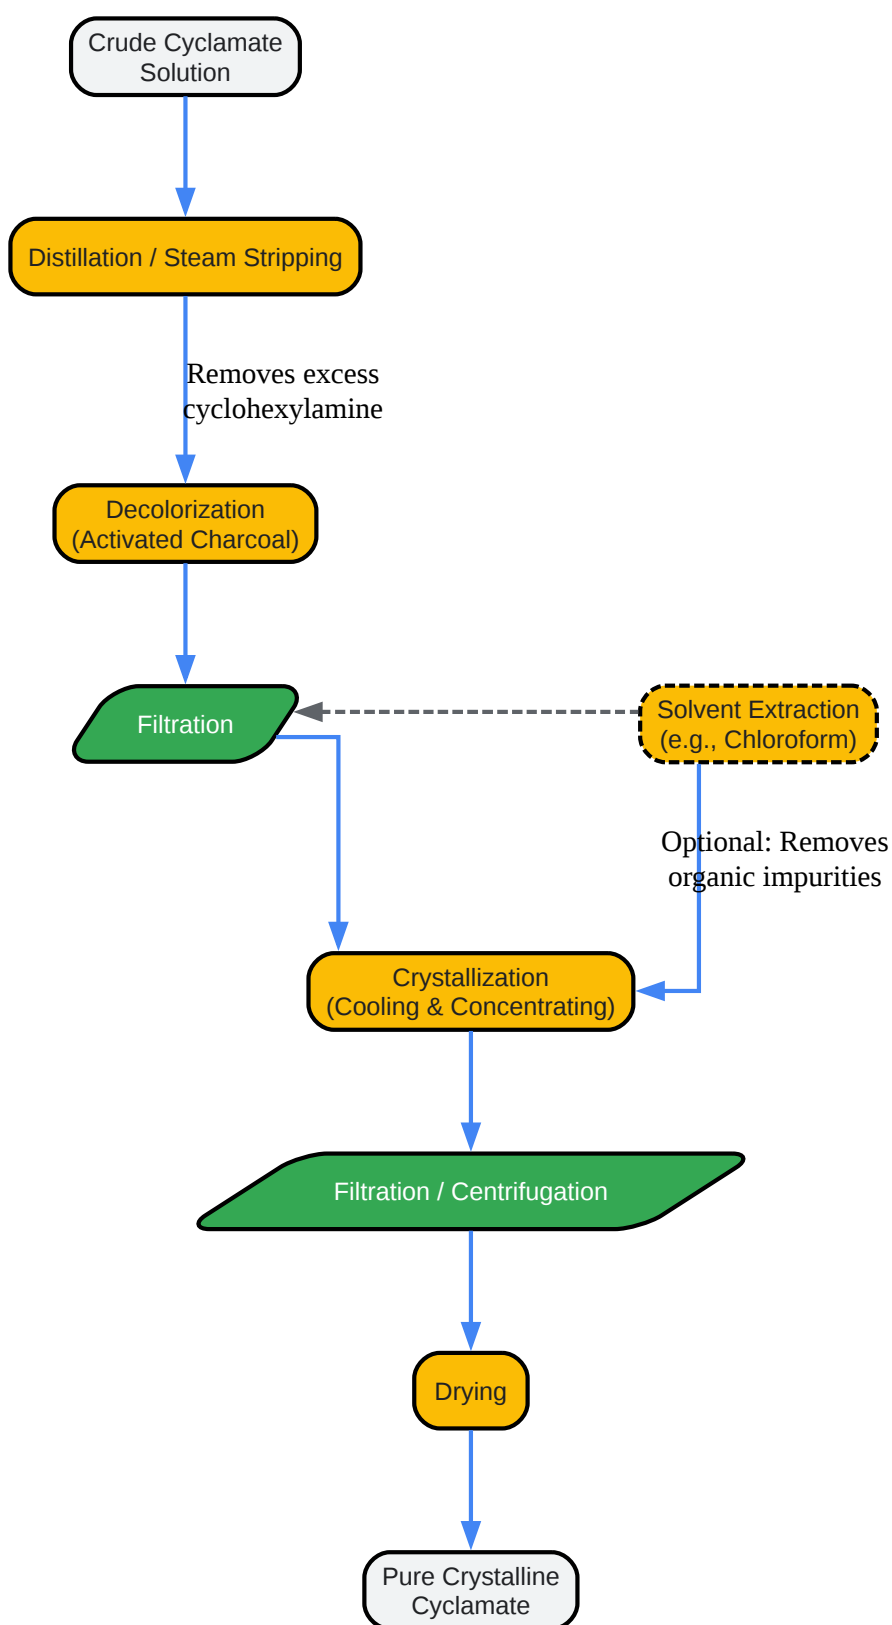 Crude Cyclamate
Solution
Distillation / Steam Stripping
Removes excess
cyclohexylamine
Decolorization
(Activated Charcoal)
Filtration
Solvent Extraction
(e.g., Chloroform)
Optional: Removes
organic impurities
Crystallization
(Cooling & Concentrating)
Filtration / Centrifugation
Drying
Pure Crystalline
Cyclamate